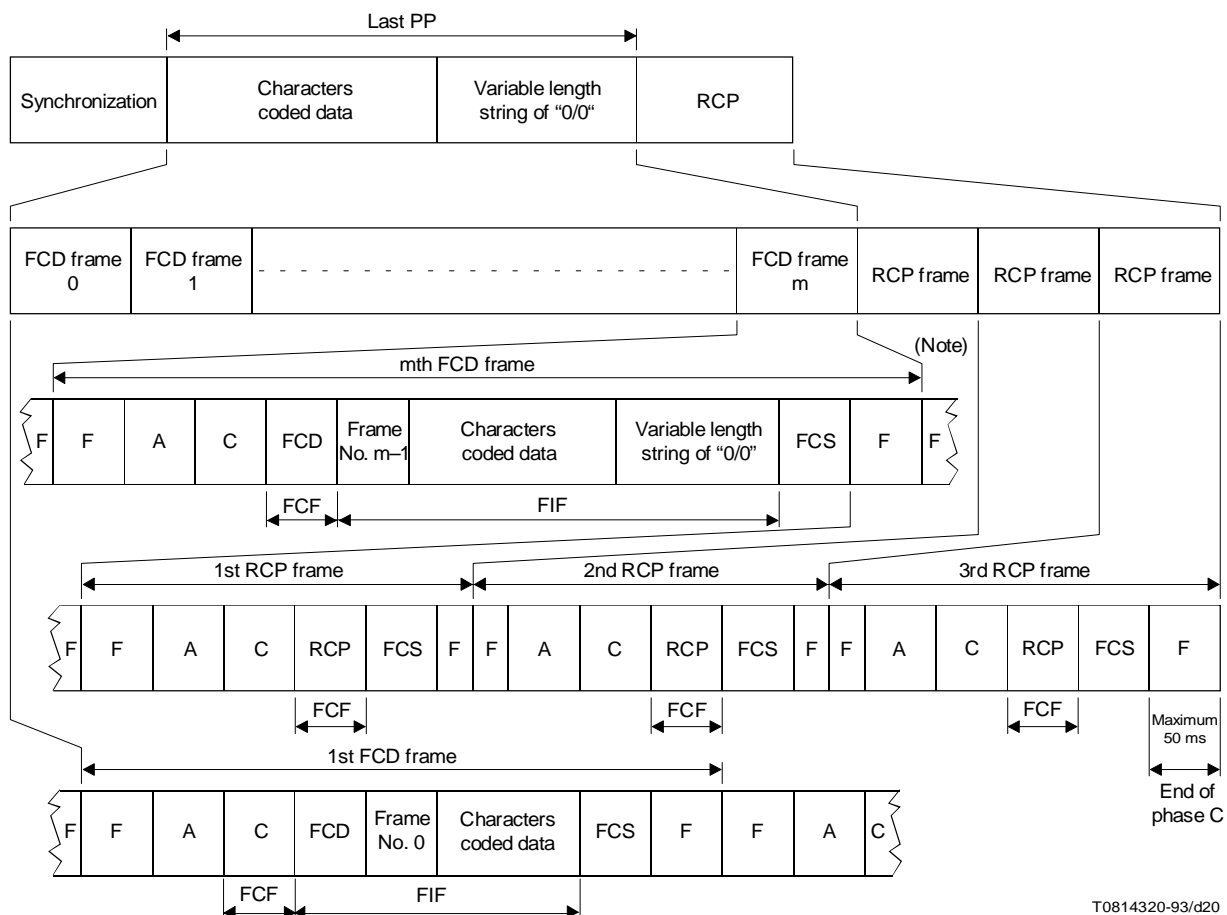 Last PP
Synchronization
Characters
coded data
Variable length
string of “0/0“
RCP
FCD frame
0
FCD frame
1
FCD frame
m
RCP frame
RCP frame
RCP frame
(Note)
mth FCD frame
F
F
A
C
FCD
Frame
No. m–1
Characters
coded data
Variable length
string of “0/0”
FCS
F
F
FCF
FIF
1st RCP frame
2nd RCP frame
3rd RCP frame
F
F
A
C
RCP
FCS
F
F
A
C
RCP
FCS
F
F
A
C
RCP
FCS
F
FCF
FCF
FCF
Maximum
50 ms
End of
phase C
1st FCD frame
F
F
A
C
FCD
Frame
No. 0
Characters
coded data
FCS
F
F
A
C
FCF
FIF
T0814320-93/d20